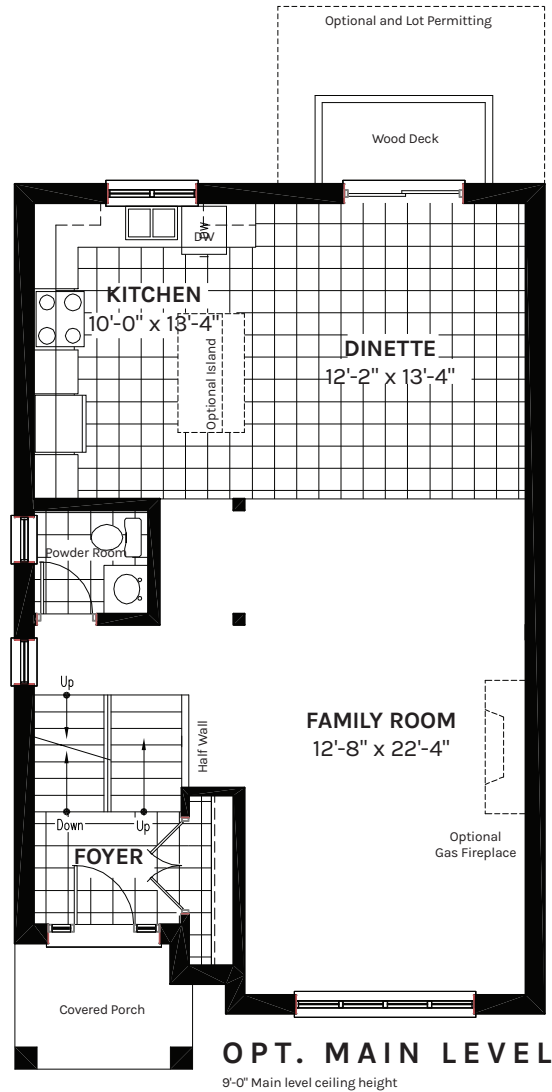 Optional and Lot Permitting
Wood Deck
DW
KITCHEN
10'-0" x 13'-4"
Optional Island
DINETTE
12'-2" x 13'-4"
Powder Room
Up
Half Wall
FAMILY ROOM
12'-8" x 22'-4"
Down
Up
FOYER
Optional
Gas Fireplace
Covered Porch
OPT. MAIN LEVEL
9'-0" Main level ceiling height